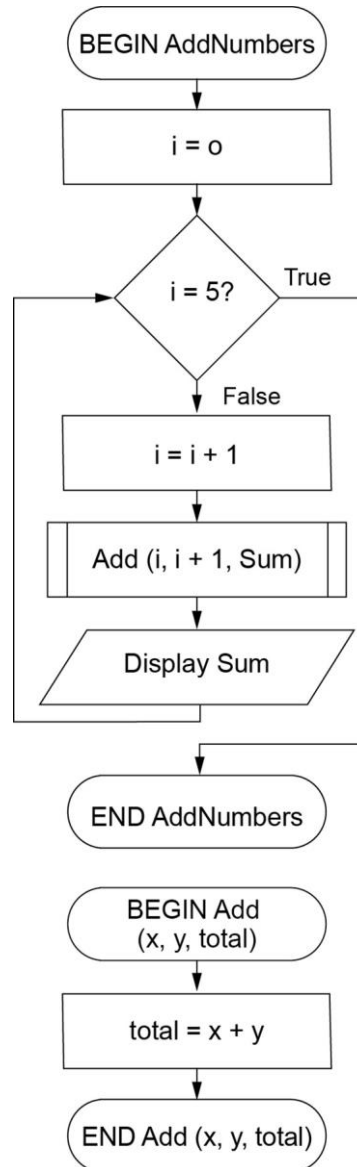 BEGIN AddNumbers
i = o
i = 5?
True
False
i = i + 1
Add (i, i + 1, Sum)
Display Sum
END AddNumbers
BEGIN Add
(x, y, total)
total = x + y
END Add (x, y, total)